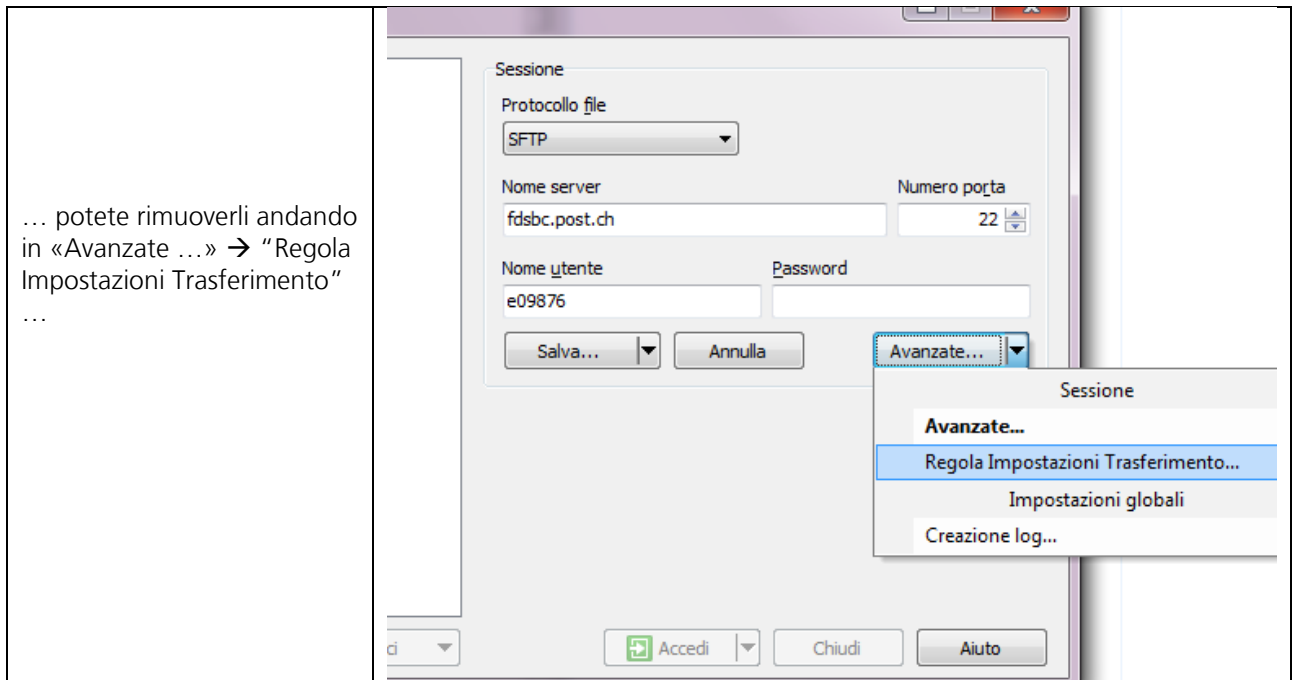 … potete rimuoverli andando
in «Avanzate …» → “Regola
Impostazioni Trasferimento”
…
Sessione
Protocollo file
SFTP
Nome server
Numero porta
fdsbc.post.ch
22
Nome utente
Password
e09876
Salva...
Annulla
Avanzate...
Sessione
Avanzate...
Regola Impostazioni Trasferimento...
Impostazioni globali
Creazione log...
Accedi
Chiudi
Aiuto